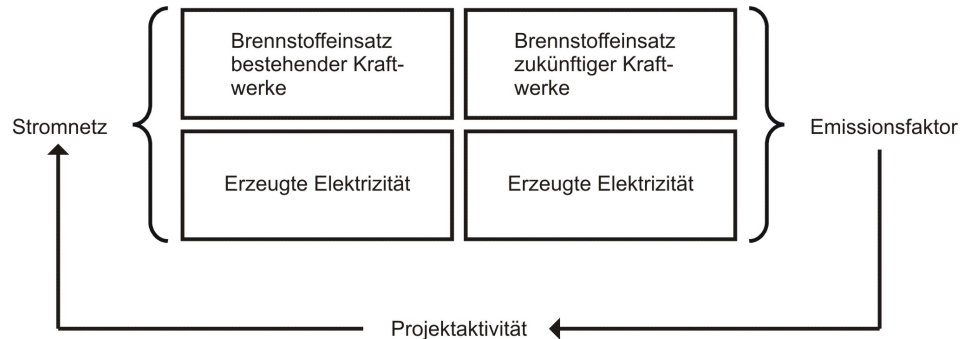 Brennstoffeinsatz
bestehender Kraft-
werke
Brennstoffeinsatz
zukünftiger Kraft-
werke
Stromnetz
Emissionsfaktor
Erzeugte Elektrizität
Erzeugte Elektrizität
Projektaktivität